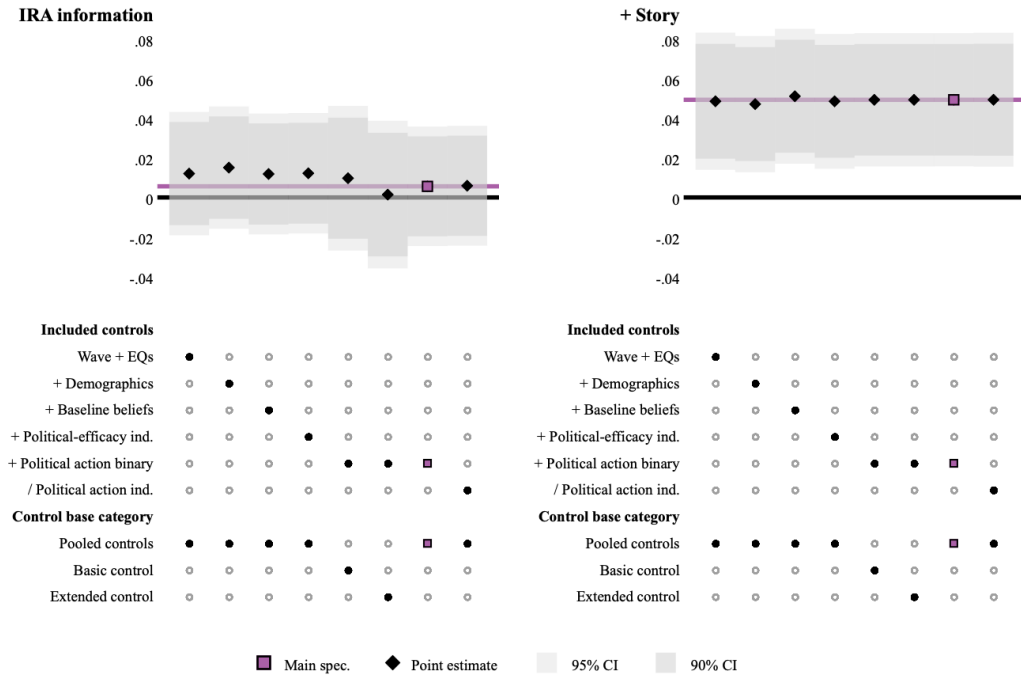 IRA information
.08
.06
.04
.02
0
-.02
-.04
Included controls
Wave + EQs
+ Demographics
+ Baseline beliefs
+ Political-efficacy ind.
+ Political action binary
/ Political action ind.
Control base category
Pooled controls
Basic control
Extended control
+ Story
.08
.06
.04
.02
0
-.02
-.04
Included controls
Wave + EQs
+ Demographics
+ Baseline beliefs
+ Political-efficacy ind.
+ Political action binary
/ Political action ind.
Control base category
Pooled controls
Basic control
Extended control
Main spec. Point estimate 95% CI 90% CI